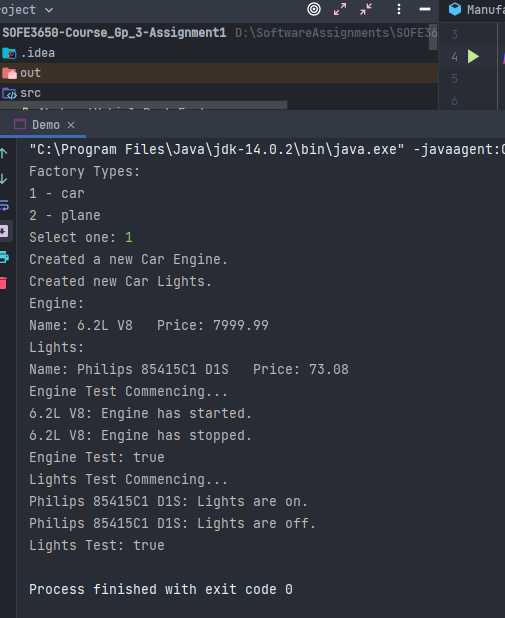 roject
Manufa
SOFE3650-Course_Gp_3-Assignment1 D:\SoftwareAssignments\SOFE36
3
.idea
4
out
5
src
6
Demo
"C:\Program Files\Java\jdk-14.0.2\bin\java.exe" -javaagent:C
Factory Types:
1 - car
2 - plane
Select one: 1
Created a new Car Engine.
Created new Car Lights.
Engine:
Name: 6.2L V8   Price: 7999.99
Lights:
Name: Philips 85415C1 D1S   Price: 73.08
Engine Test Commencing...
6.2L V8: Engine has started.
6.2L V8: Engine has stopped.
Engine Test: true
Lights Test Commencing...
Philips 85415C1 D1S: Lights are on.
Philips 85415C1 D1S: Lights are off.
Lights Test: true
Process finished with exit code 0